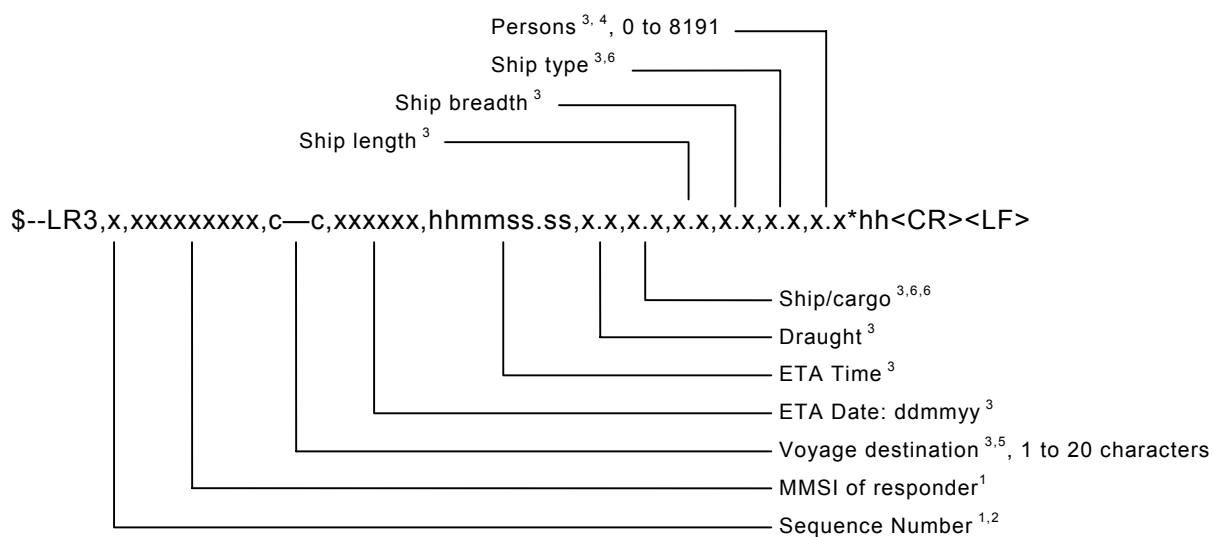 Persons 3, 4, 0 to 8191
Ship type 3,6
Ship breadth 3
Ship length 3
$--LR3,x,xxxxxxxxx,c—c,xxxxxx,hhmmss.ss,x.x,x.x,x.x,x.x,x.x,x.x*hh<CR><LF>
Ship/cargo 3,6,6
Draught 3
ETA Time 3
ETA Date: ddmmyy 3
Voyage destination 3,5, 1 to 20 characters
MMSI of responder1
Sequence Number 1,2